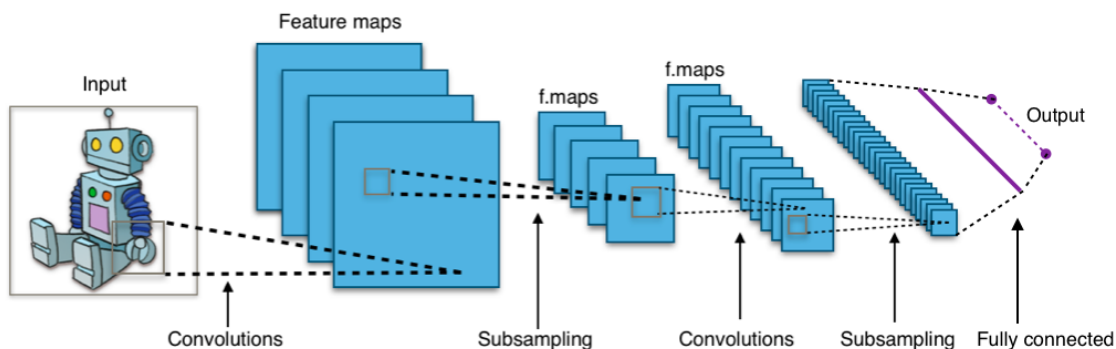 Feature maps
Input
f.maps
f.maps
Output
Convolutions
Subsampling
Convolutions
Subsampling
Fully connected